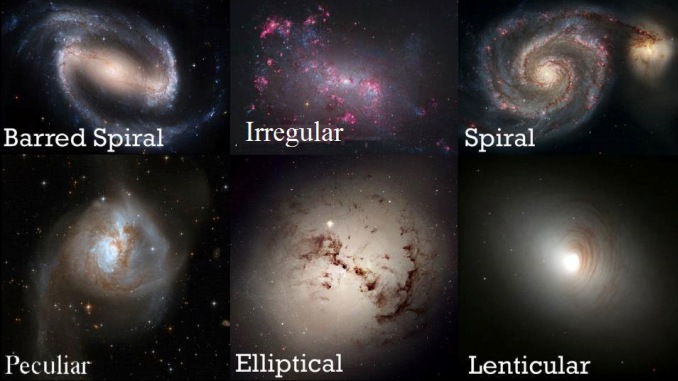 Barred Spiral
Irregular
Spiral
Peculiar
Elliptical
Lenticular